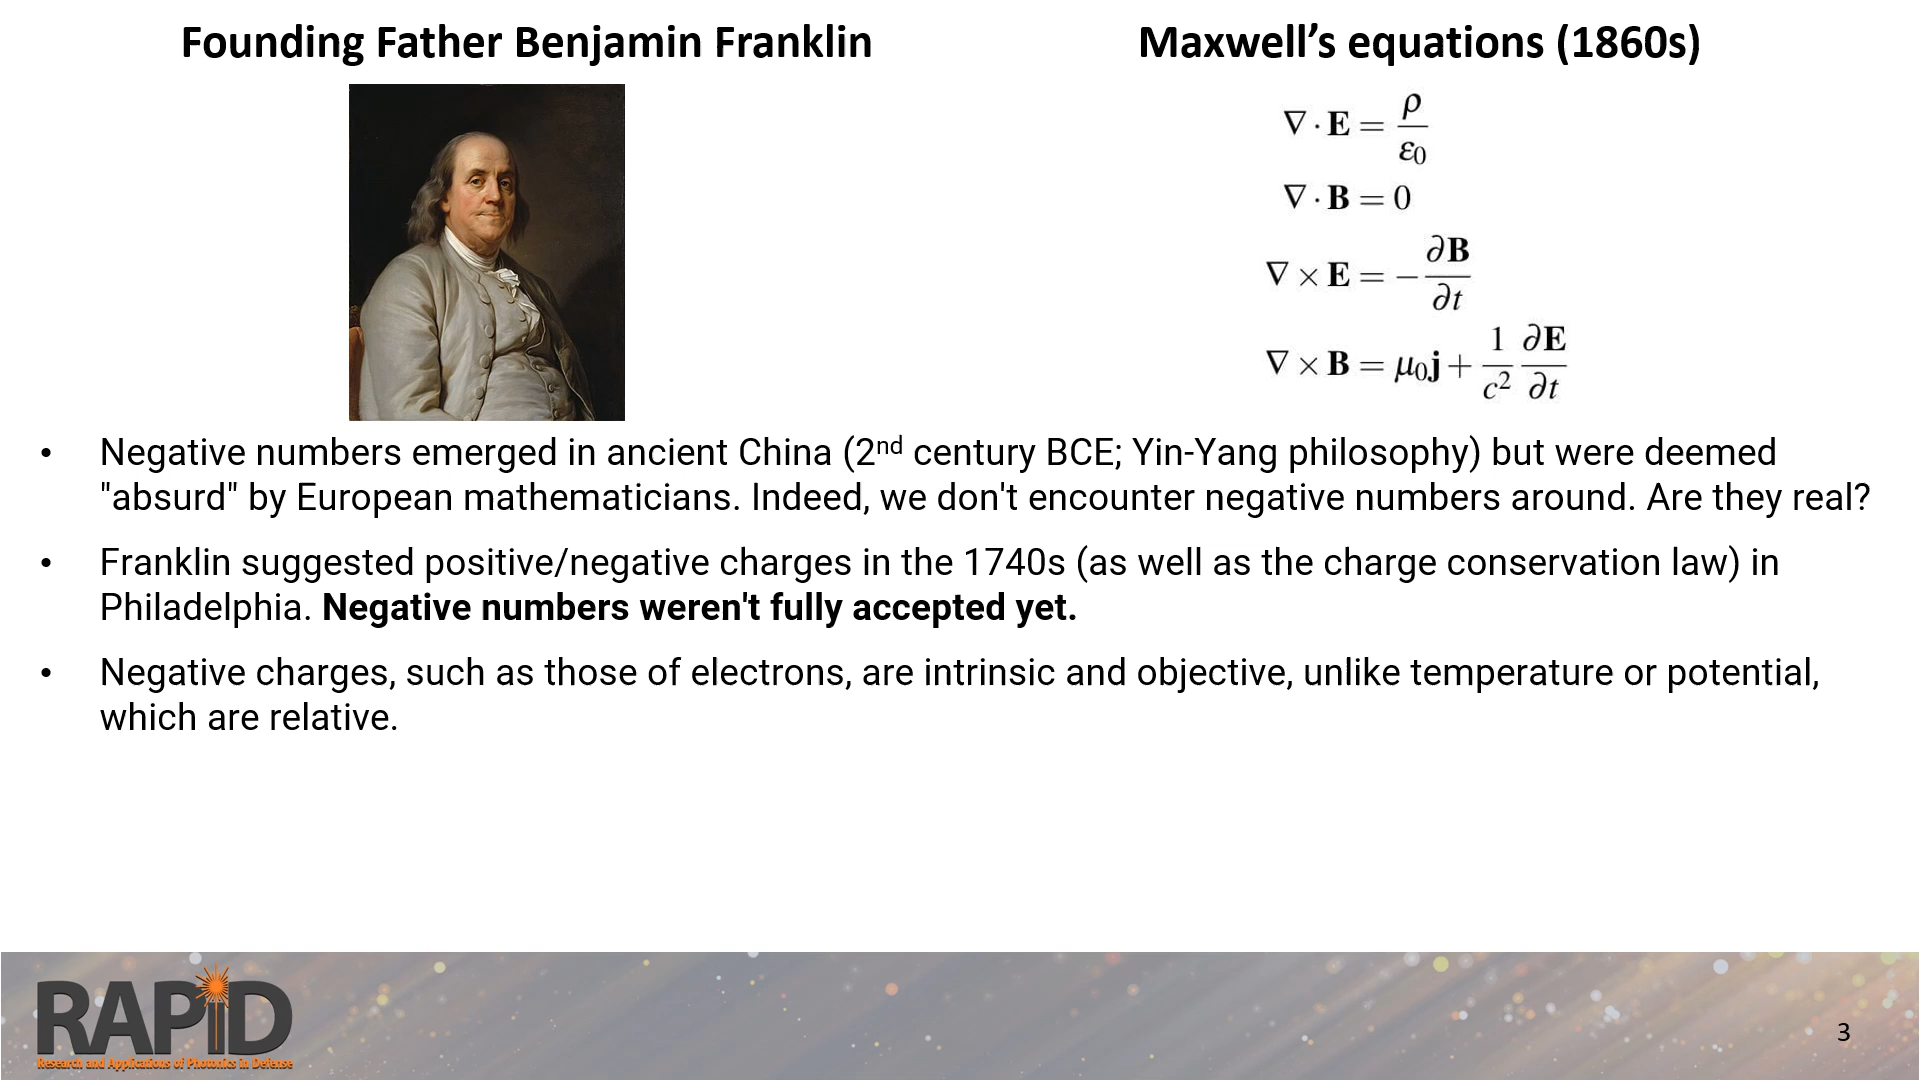 Founding Father Benjamin Franklin
Maxwell’s equations (1860s)
∇ · E = ρ/ε₀
∇ · B = 0
∇ × E = −∂B/∂t
∇ × B = μ₀j + 1/c² ∂E/∂t
• Negative numbers emerged in ancient China (2nd century BCE; Yin-Yang philosophy) but were deemed
"absurd" by European mathematicians. Indeed, we don't encounter negative numbers around. Are they real?
• Franklin suggested positive/negative charges in the 1740s (as well as the charge conservation law) in
Philadelphia. Negative numbers weren't fully accepted yet.
• Negative charges, such as those of electrons, are intrinsic and objective, unlike temperature or potential,
which are relative.
RAPiD
Research and Applications of Photonics in Defense
3